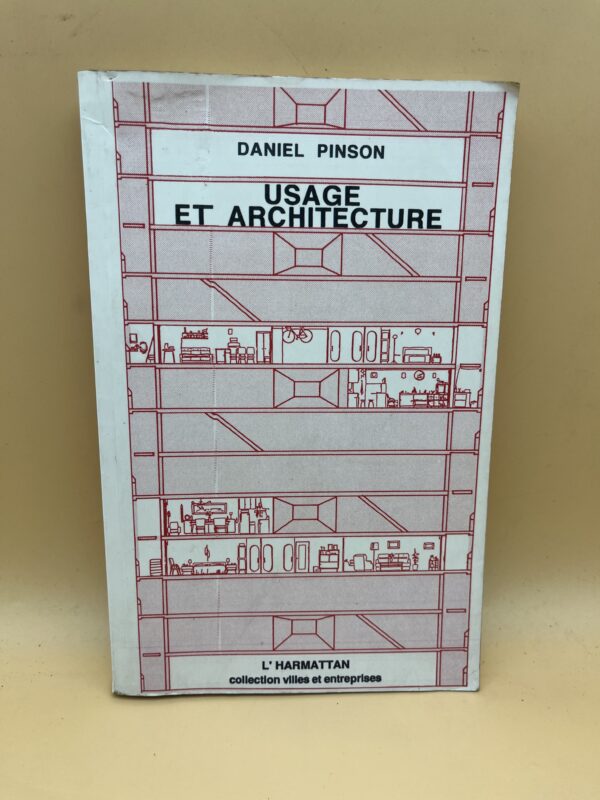 DANIEL PINSON
USAGE
ET ARCHITECTURE
L'HARMATTAN
collection villes et entreprises